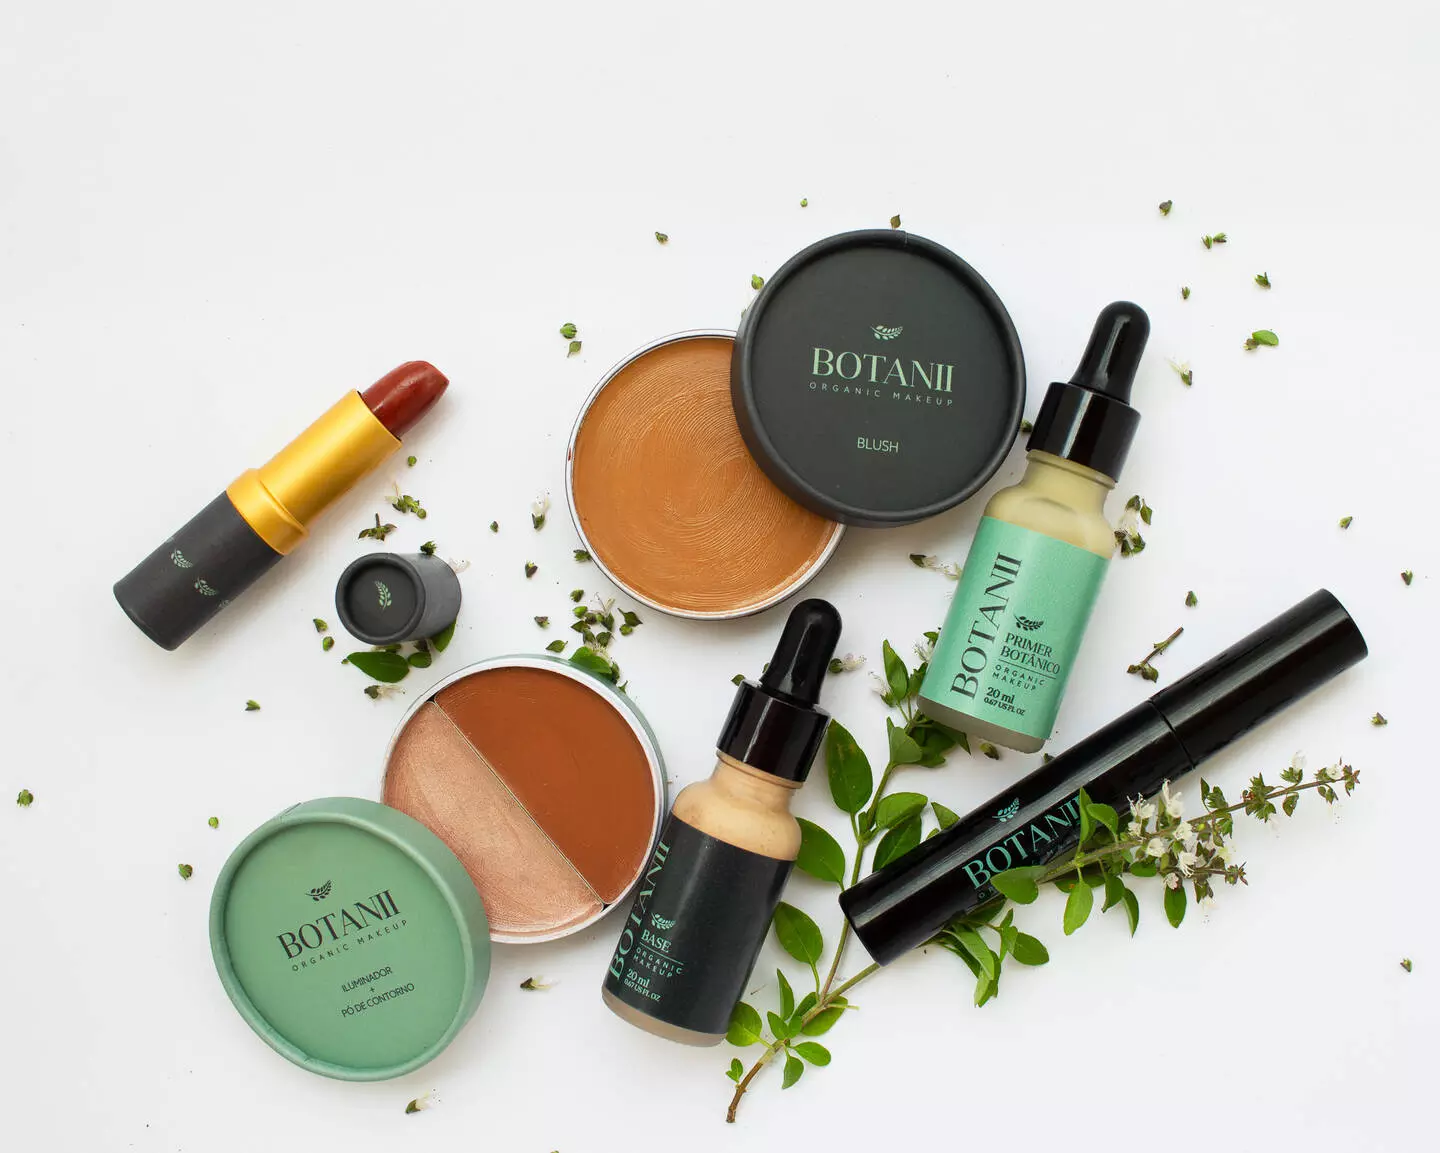 BOTANII
ORGANIC MAKEUP
BLUSH
BOTANII
PRIMER
BOTÂNICO
ORGANIC
MAKEUP
20 ml
0.67 US FL OZ
BOTANII
BOTANII
BASE
ORGANIC
MAKEUP
20 ml
0.67 US FL OZ
BOTANII
ORGANIC MAKEUP
ILUMINADOR
+
PÓ DE CONTORNO